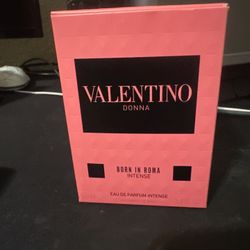 VALENTINO
DONNA
BORN IN ROMA
INTENSE
EAU DE PARFUM INTENSE